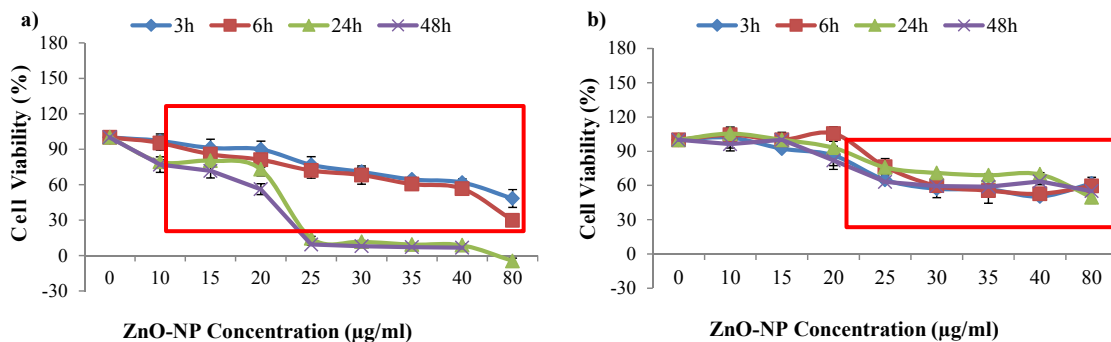 a)
3h 6h 24h 48h
180
150
120
90
60
30
0
-30
Cell Viability (%)
0 10 15 20 25 30 35 40 80
ZnO-NP Concentration (µg/ml)
b)
3h 6h 24h 48h
180
150
120
90
60
30
0
-30
Cell Viability (%)
0 10 15 20 25 30 35 40 80
ZnO-NP Concentration (µg/ml)